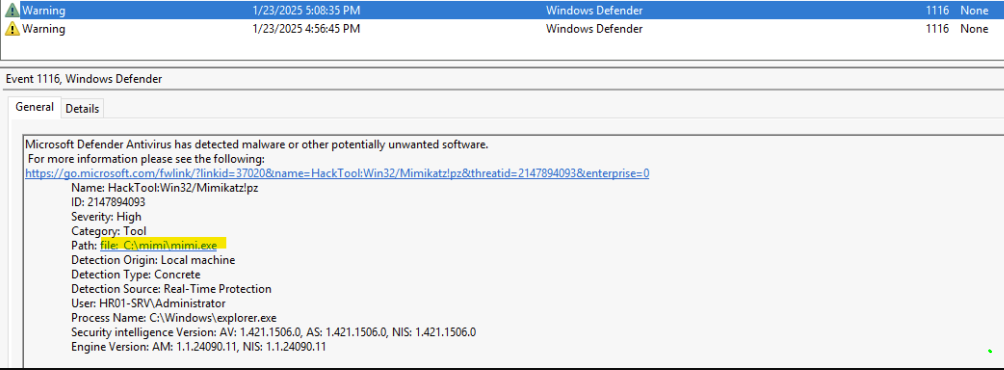 Warning 1/23/2025 5:08:35 PM Windows Defender 1116 None
Warning 1/23/2025 4:56:45 PM Windows Defender 1116 None
Event 1116, Windows Defender
General Details
Microsoft Defender Antivirus has detected malware or other potentially unwanted software.
For more information please see the following:
https://go.microsoft.com/fwlink/?linkid=37020&name=HackTool:Win32/Mimikatz!pz&threatid=2147894093&enterprise=0
Name: HackTool:Win32/Mimikatz!pz
ID: 2147894093
Severity: High
Category: Tool
Path: file:_C:\mimi\mimi.exe
Detection Origin: Local machine
Detection Type: Concrete
Detection Source: Real-Time Protection
User: HR01-SRV\Administrator
Process Name: C:\Windows\explorer.exe
Security intelligence Version: AV: 1.421.1506.0, AS: 1.421.1506.0, NIS: 1.421.1506.0
Engine Version: AM: 1.1.24090.11, NIS: 1.1.24090.11